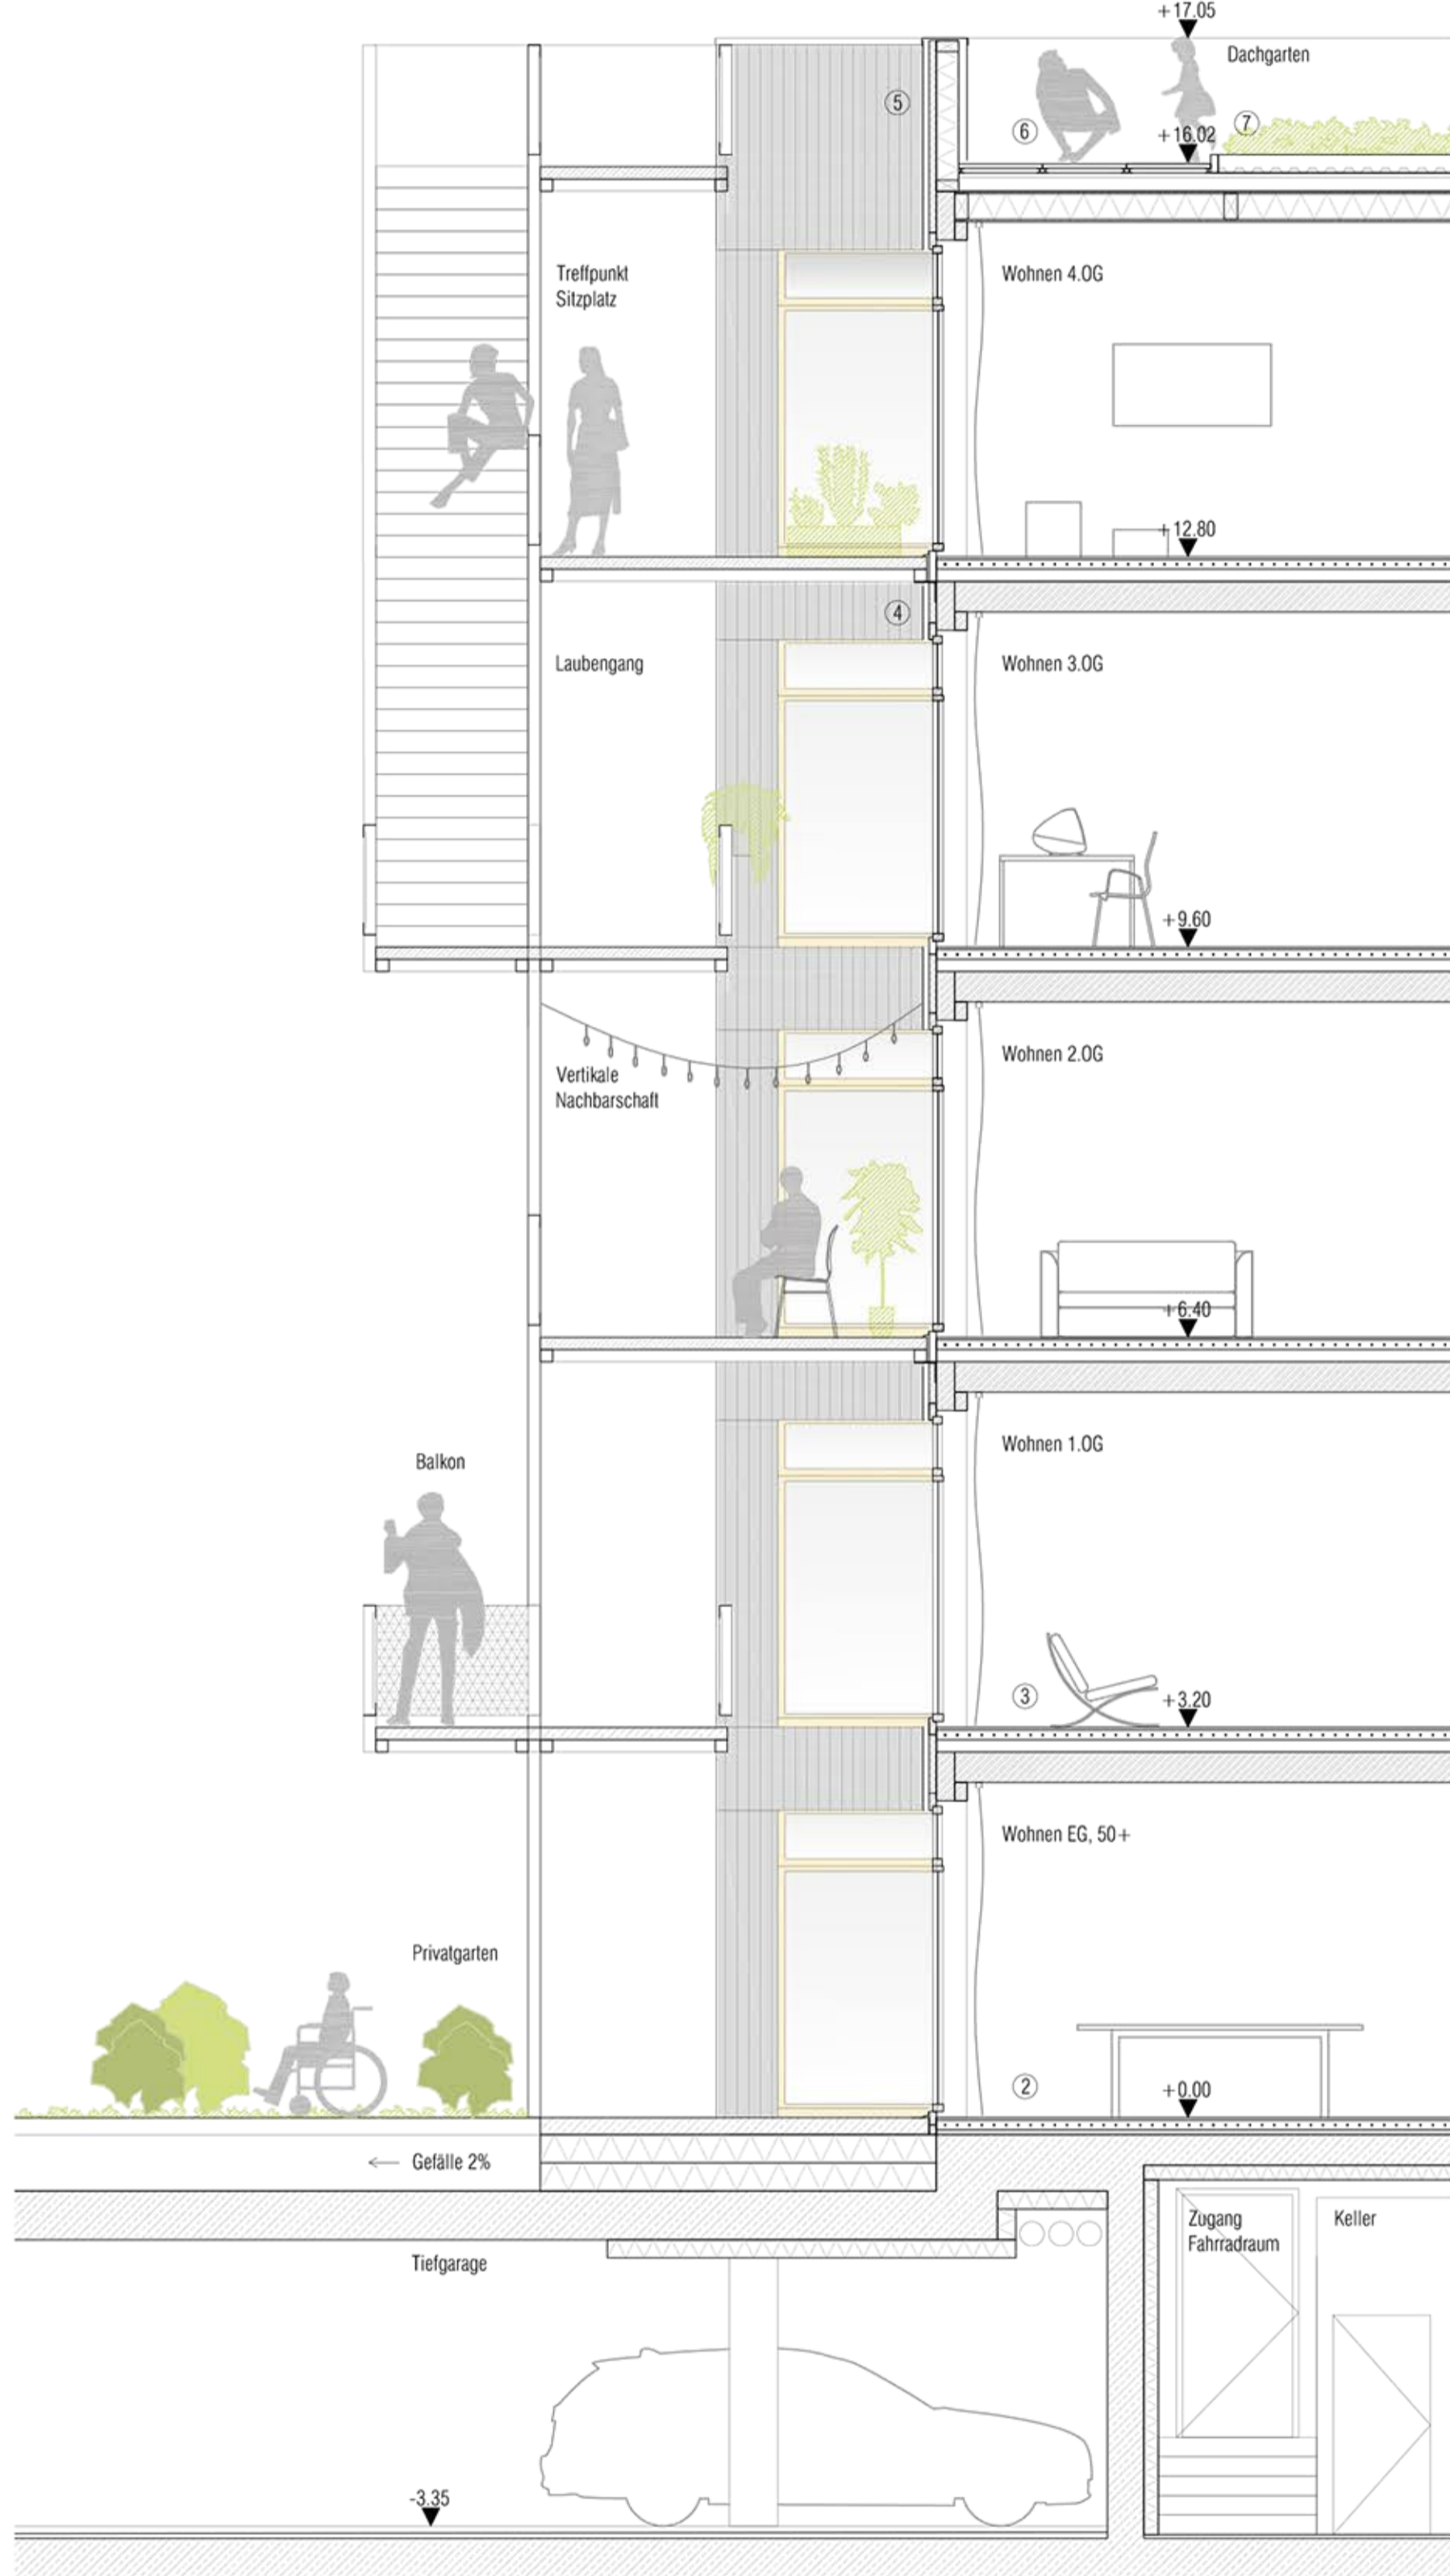 +17.05
Dachgarten
⑤
⑥
+16.02
⑦
Treffpunkt
Sitzplatz
Wohnen 4.OG
+12.80
④
Laubengang
Wohnen 3.OG
+9.60
Vertikale
Nachbarschaft
Wohnen 2.OG
+6.40
Balkon
Wohnen 1.OG
③
+3.20
Wohnen EG, 50+
Privatgarten
②
+0.00
← Gefälle 2%
Zugang
Fahrradraum
Keller
Tiefgarage
-3.35